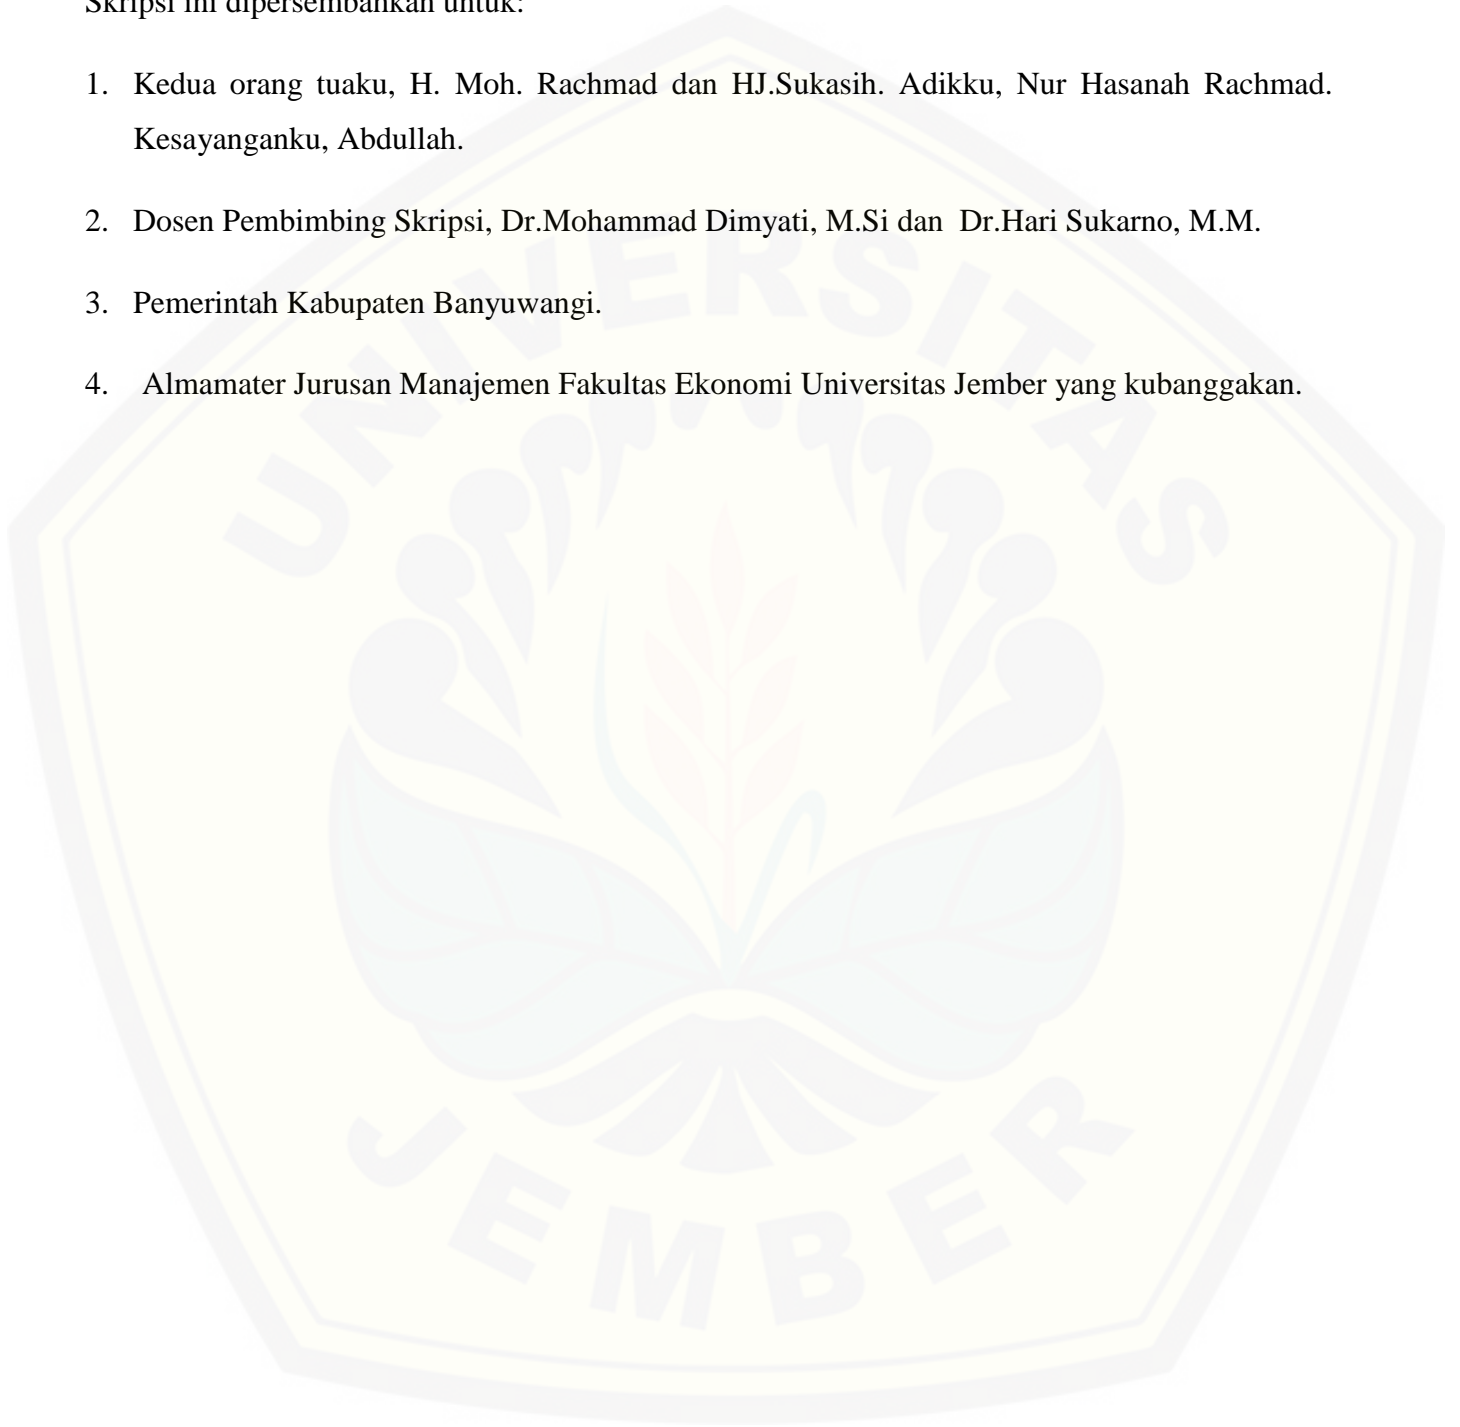 Skripsi ini dipersembahkan untuk:
1. Kedua orang tuaku, H. Moh. Rachmad dan HJ.Sukasih. Adikku, Nur Hasanah Rachmad.
Kesayanganku, Abdullah.
2. Dosen Pembimbing Skripsi, Dr.Mohammad Dimyati, M.Si dan Dr.Hari Sukarno, M.M.
3. Pemerintah Kabupaten Banyuwangi.
4. Almamater Jurusan Manajemen Fakultas Ekonomi Universitas Jember yang kubanggakan.
UNIVERSITAS
JEMBER